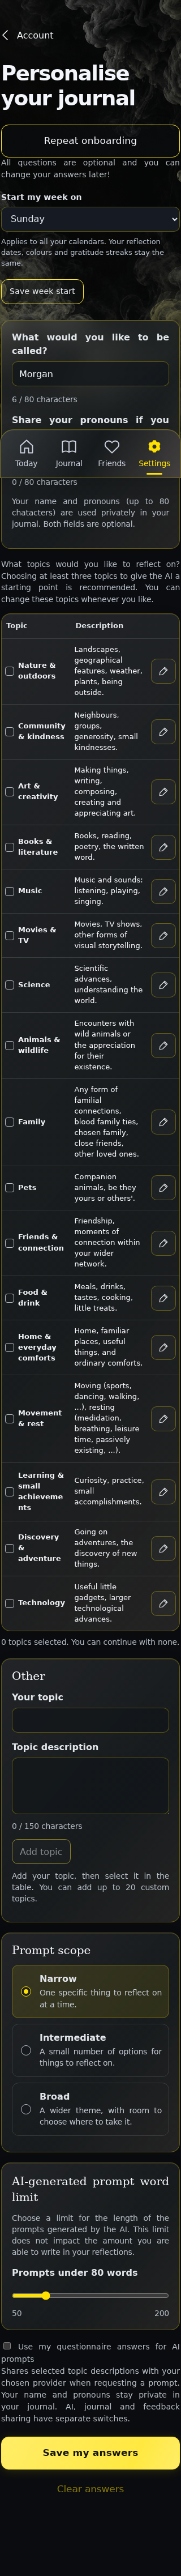 Account
Personalise
your journal
Repeat onboarding
All questions are optional and you can
change your answers later!
Start my week on
Sunday
Applies to all your calendars. Your reflection
dates, colours and gratitude streaks stay the
same.
Save week start
What would you like to be
called?
Morgan
6 / 80 characters
Share your pronouns if you
Today
Journal
Friends
Settings
0 / 80 characters
Your name and pronouns (up to 80
chatacters) are used privately in your
journal. Both fields are optional.
What topics would you like to reflect on?
Choosing at least three topics to give the AI a
starting point is recommended. You can
change these topics whenever you like.
Topic Description
Nature &
outdoors
Landscapes,
geographical
features, weather,
plants, being
outside.
Community
& kindness
Neighbours,
groups,
generosity, small
kindnesses.
Art &
creativity
Making things,
writing,
composing,
creating and
appreciating art.
Books &
literature
Books, reading,
poetry, the written
word.
Music
Music and sounds:
listening, playing,
singing.
Movies &
TV
Movies, TV shows,
other forms of
visual storytelling.
Science
Scientific
advances,
understanding the
world.
Animals &
wildlife
Encounters with
wild animals or
the appreciation
for their
existence.
Family
Any form of
familial
connections,
blood family ties,
chosen family,
close friends,
other loved ones.
Pets
Companion
animals, be they
yours or others'.
Friends &
connection
Friendship,
moments of
connection within
your wider
network.
Food &
drink
Meals, drinks,
tastes, cooking,
little treats.
Home &
everyday
comforts
Home, familiar
places, useful
things, and
ordinary comforts.
Movement
& rest
Moving (sports,
dancing, walking,
...), resting
(medidation,
breathing, leisure
time, passively
existing, ...).
Learning &
small
achieveme
nts
Curiosity, practice,
small
accomplishments.
Discovery
&
adventure
Going on
adventures, the
discovery of new
things.
Technology
Useful little
gadgets, larger
technological
advances.
0 topics selected. You can continue with none.
Other
Your topic
Topic description
0 / 150 characters
Add topic
Add your topic, then select it in the
table. You can add up to 20 custom
topics.
Prompt scope
Narrow
One specific thing to reflect on
at a time.
Intermediate
A small number of options for
things to reflect on.
Broad
A wider theme, with room to
choose where to take it.
AI-generated prompt word
limit
Choose a limit for the length of the
prompts generated by the AI. This limit
does not impact the amount you are
able to write in your reflections.
Prompts under 80 words
50 200
Use my questionnaire answers for AI
prompts
Shares selected topic descriptions with your
chosen provider when requesting a prompt.
Your name and pronouns stay private in
your journal. AI, journal and feedback
sharing have separate switches.
Save my answers
Clear answers